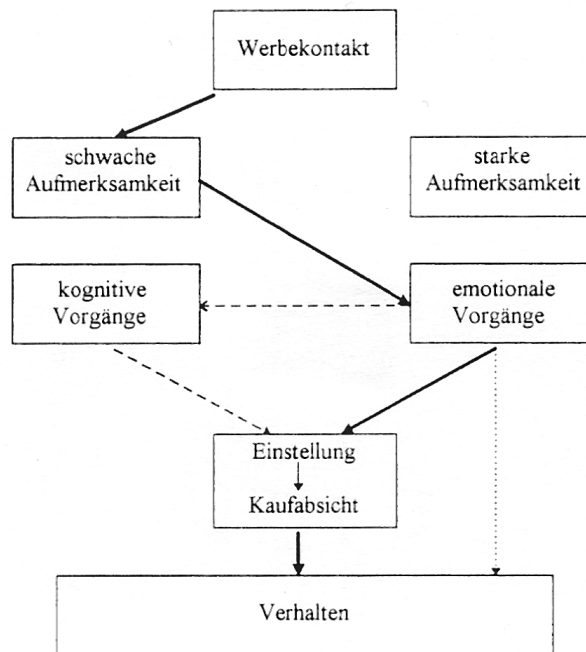 Werbekontakt
schwache
Aufmerksamkeit
starke
Aufmerksamkeit
kognitive
Vorgänge
emotionale
Vorgänge
Einstellung
Kaufabsicht
Verhalten